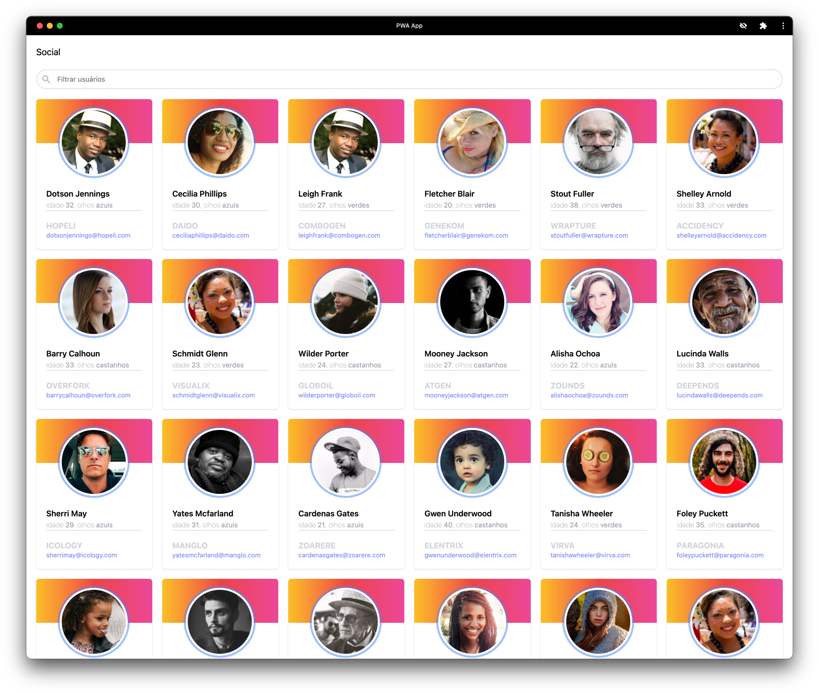 PWA App
Social
Filtrar usuários
Dotson Jennings
idade 32, olhos azuis
HOPELI
dotsonjennings@hopeli.com
Cecilia Phillips
idade 30, olhos azuis
DAIDO
ceciliaphillips@daido.com
Leigh Frank
idade 27, olhos verdes
COMBOGEN
leighfrank@combogen.com
Fletcher Blair
idade 20, olhos verdes
GENEKOM
fletcherblair@genekom.com
Stout Fuller
idade 38, olhos verdes
WRAPTURE
stoutfuller@wrapture.com
Shelley Arnold
idade 33, olhos verdes
ACCIDENCY
shelleyarnold@accidency.com
Barry Calhoun
idade 33, olhos castanhos
OVERFORK
barrycalhoun@overfork.com
Schmidt Glenn
idade 23, olhos verdes
VISUALIX
schmidtglenn@visualix.com
Wilder Porter
idade 24, olhos castanhos
GLOBOIL
wilderporter@globoil.com
Mooney Jackson
idade 27, olhos castanhos
ATGEN
mooneyjackson@atgen.com
Alisha Ochoa
idade 22, olhos azuis
ZOUNDS
alishaochoa@zounds.com
Lucinda Walls
idade 33, olhos castanhos
DEEPENDS
lucindawalls@deepends.com
Sherri May
idade 29, olhos azuis
ICOLOGY
sherrimay@icology.com
Yates Mcfarland
idade 31, olhos azuis
MANGLO
yatesmcfarland@manglo.com
Cardenas Gates
idade 21, olhos azuis
ZOARERE
cardenasgates@zoarere.com
Gwen Underwood
idade 40, olhos castanhos
ELENTRIX
gwenunderwood@elentrix.com
Tanisha Wheeler
idade 24, olhos verdes
VIRVA
tanishawheeler@virva.com
Foley Puckett
idade 35, olhos castanhos
PARAGONIA
foleypuckett@paragonia.com